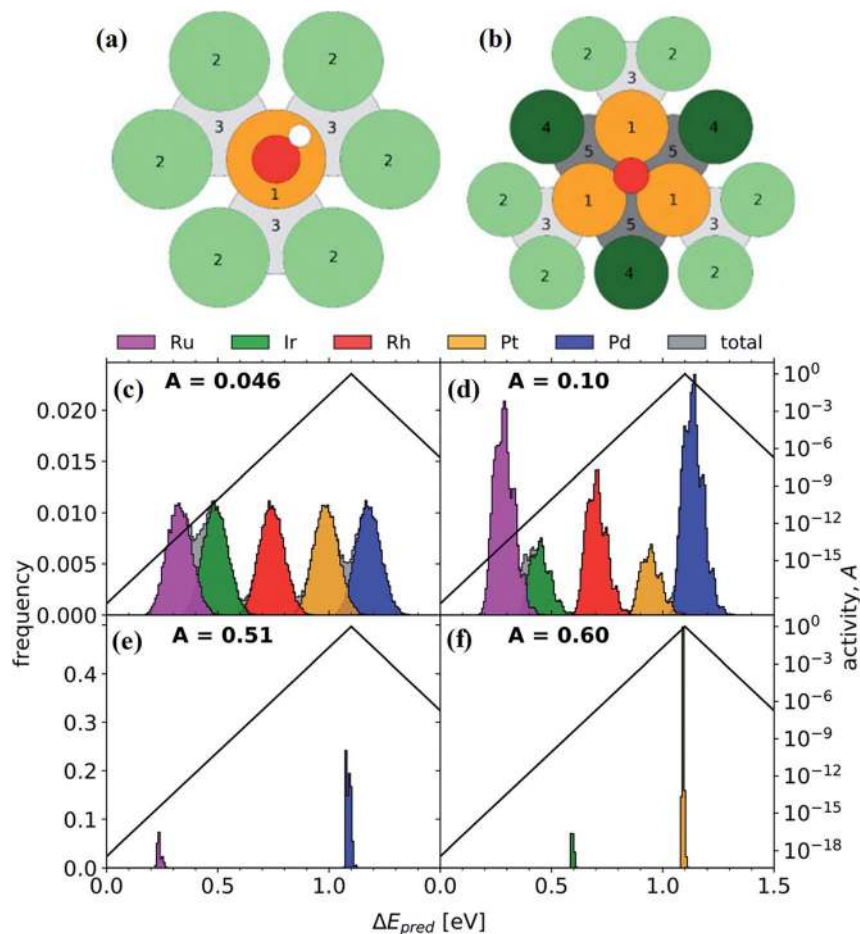 (a)
(b)
2 2
3 3
2 2
1
3
2 2
2 2
3
4 1 4
5 5
2 1 1 2
3 5 3
2 4 2
Ru Ir Rh Pt Pd total
(c) A = 0.046
(d) A = 0.10
(e) A = 0.51
(f) A = 0.60
0.020
0.015
0.010
0.005
0.000
0.4
0.3
0.2
0.1
0.0
frequency
10⁰
10⁻³
10⁻⁶
10⁻⁹
10⁻¹²
10⁻¹⁵
10⁰
10⁻³
10⁻⁶
10⁻⁹
10⁻¹²
10⁻¹⁵
10⁻¹⁸
activity, A
0.0 0.5 1.0 0.0 0.5 1.0 1.5
ΔE_pred [eV]